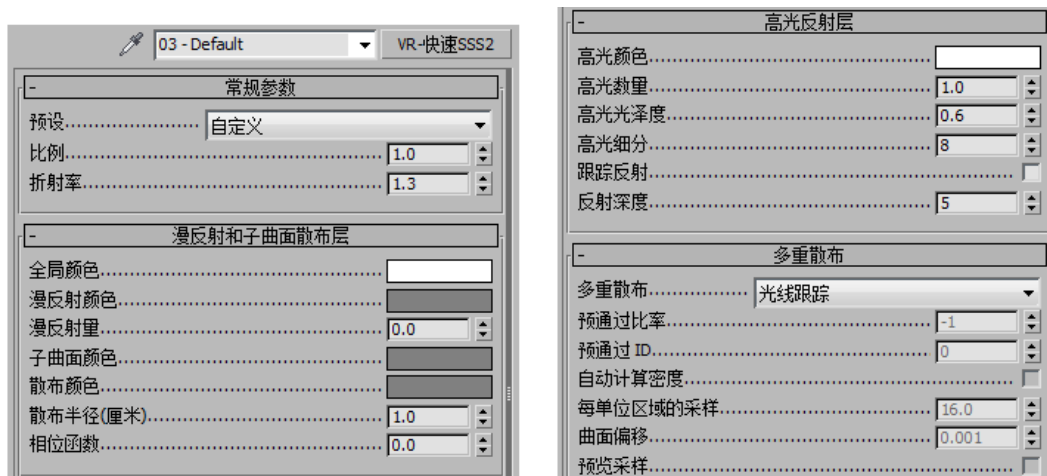 03 - Default VR-快速SSS2
- 常规参数
预设 自定义
比例 1.0
折射率 1.3
- 漫反射和子曲面散布层
全局颜色
漫反射颜色
漫反射量 0.0
子曲面颜色
散布颜色
散布半径(厘米) 1.0
相位函数 0.0
- 高光反射层
高光颜色
高光数量 1.0
高光光泽度 0.6
高光细分 8
跟踪反射
反射深度 5
- 多重散布
多重散布 光线跟踪
预通过比率 -1
预通过 ID 0
自动计算密度
每单位区域的采样 16.0
曲面偏移 0.001
预览采样